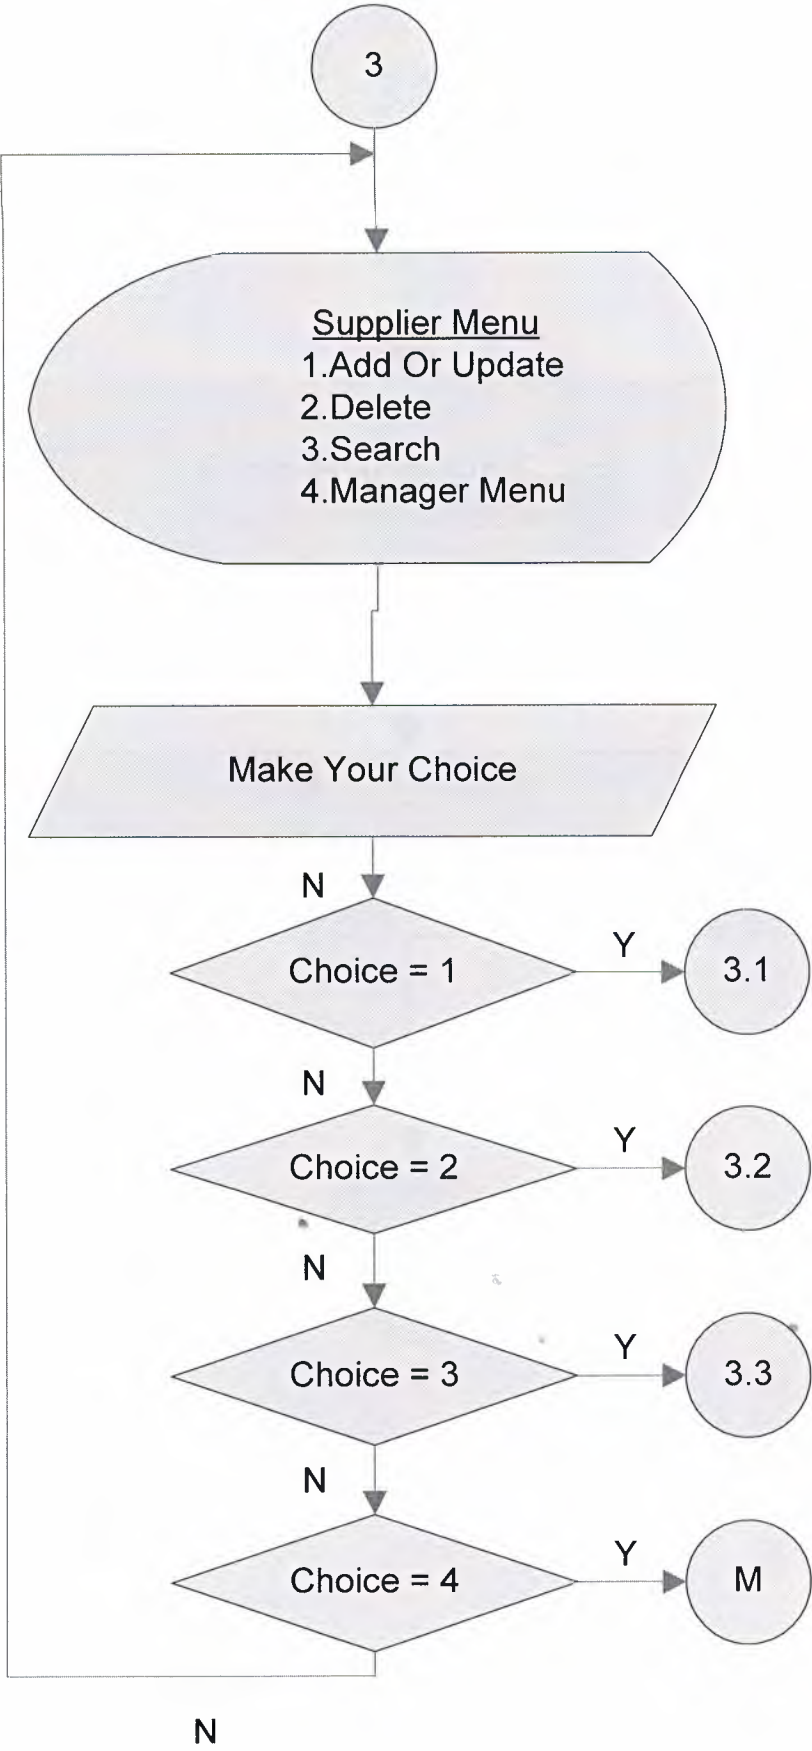 3
Supplier Menu
1.Add Or Update
2.Delete
3.Search
4.Manager Menu
Make Your Choice
N
Choice = 1
Y
3.1
N
Choice = 2
Y
3.2
N
Choice = 3
Y
3.3
N
Choice = 4
Y
M
N